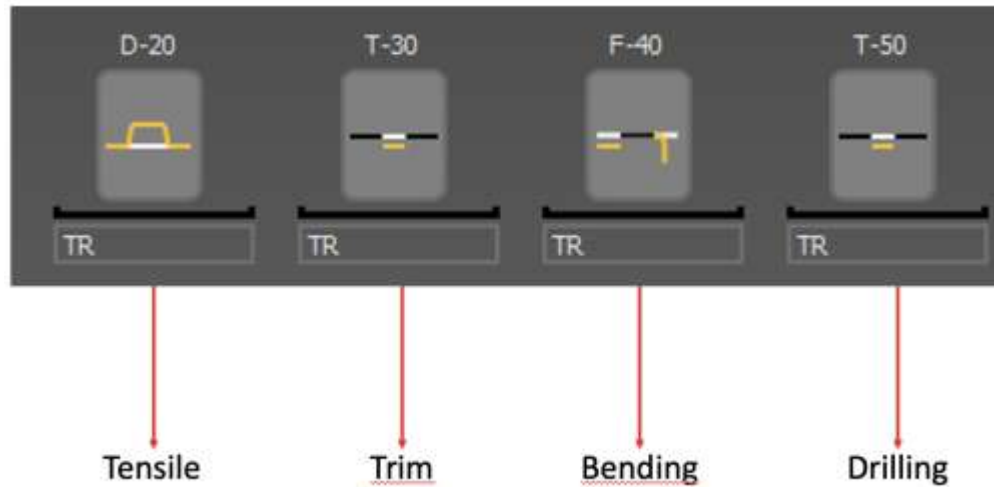 D-20 T-30 F-40 T-50
TR TR TR TR
Tensile Trim Bending Drilling